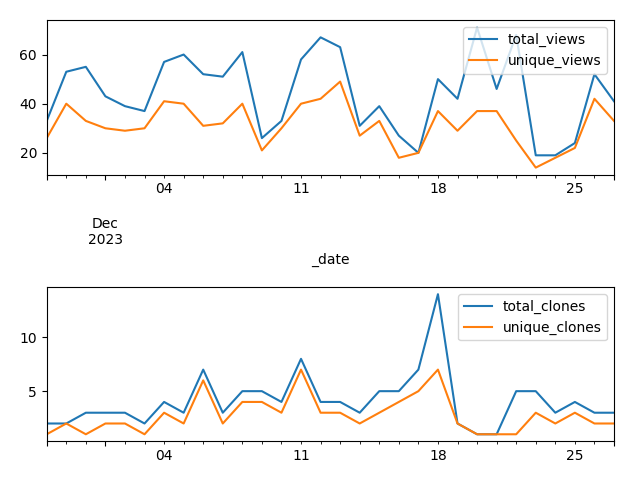 total_views
unique_views
60
40
20
04 11 18 25
Dec
2023
_date
total_clones
unique_clones
10
5
04 11 18 25